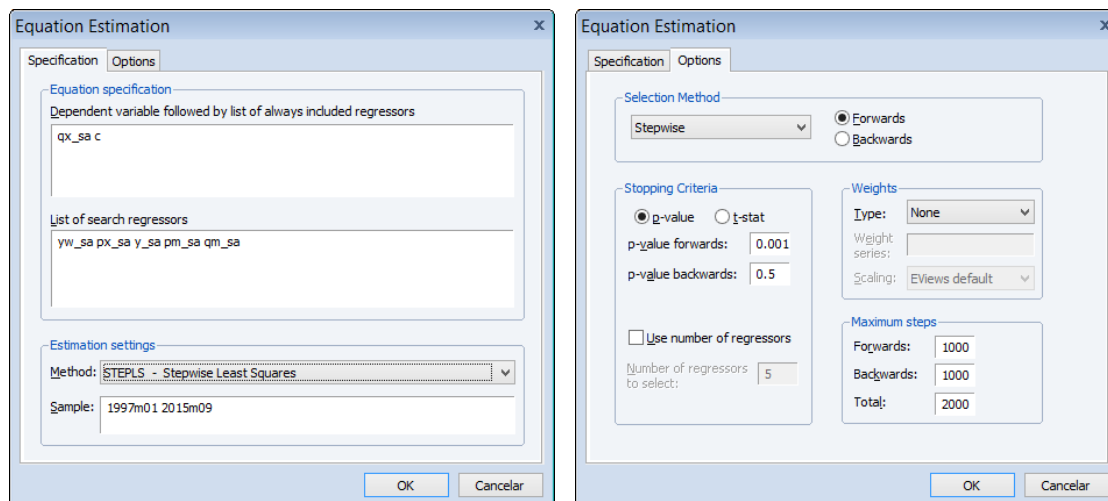 Equation Estimation x
Specification Options
Equation specification
Dependent variable followed by list of always included regressors
qx_sa c
List of search regressors
yw_sa px_sa y_sa pm_sa qm_sa
Estimation settings
Method: STEPLS - Stepwise Least Squares
Sample: 1997m01 2015m09
OK Cancelar
Equation Estimation x
Specification Options
Selection Method
Stepwise
Forwards
Backwards
Stopping Criteria
p-value t-stat
p-value forwards: 0.001
p-value backwards: 0.5
Use number of regressors
Number of regressors
to select: 5
Weights
Type: None
Weight
series:
Scaling: EViews default
Maximum steps
Forwards: 1000
Backwards: 1000
Total: 2000
OK Cancelar